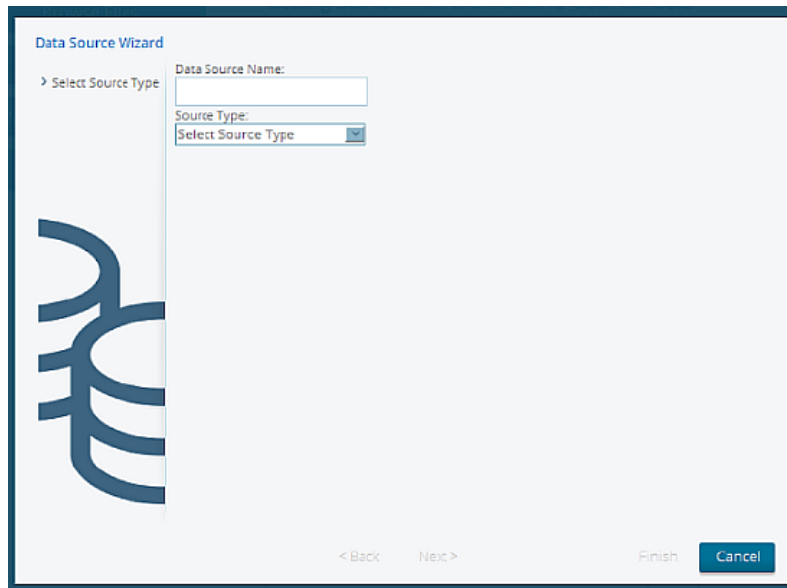 Data Source Wizard
Select Source Type
Data Source Name:
Source Type:
Select Source Type
< Back
Next >
Finish
Cancel